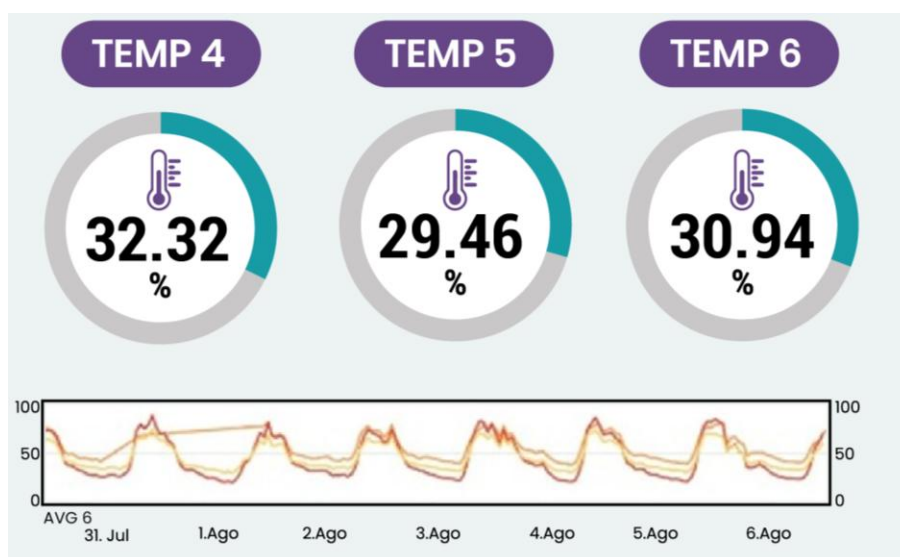 TEMP 4 TEMP 5 TEMP 6
32.32 29.46 30.94
% % %
100 100
50 50
0 0
AVG 6
31. Jul 1.Ago 2.Ago 3.Ago 4.Ago 5.Ago 6.Ago